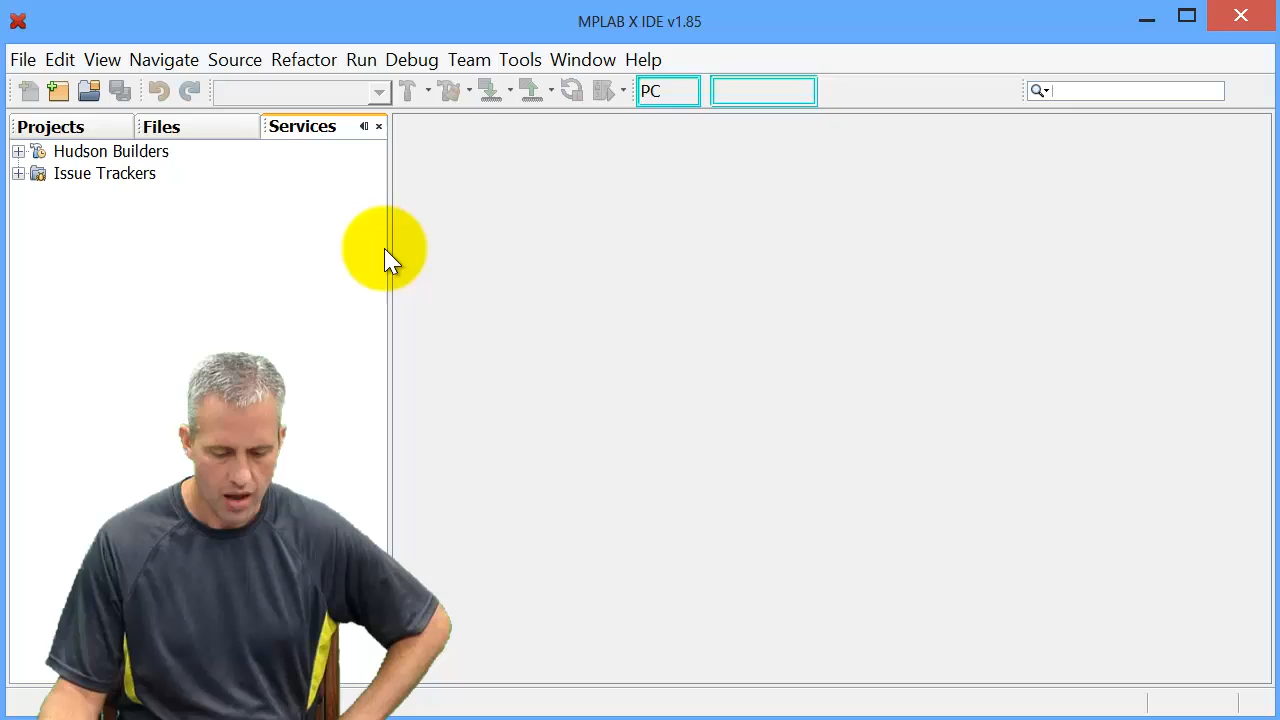 MPLAB X IDE v1.85
File Edit View Navigate Source Refactor Run Debug Team Tools Window Help
PC
Projects Files Services
Hudson Builders
Issue Trackers